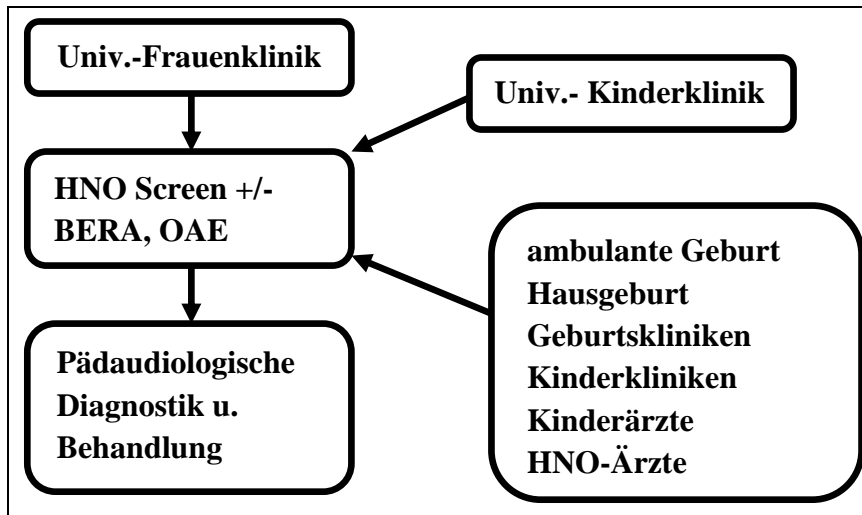 Univ.-Frauenklinik
Univ.- Kinderklinik
HNO Screen +/-
BERA, OAE
ambulante Geburt
Hausgeburt
Geburtskliniken
Kinderkliniken
Kinderärzte
HNO-Ärzte
Pädaudiologische
Diagnostik u.
Behandlung